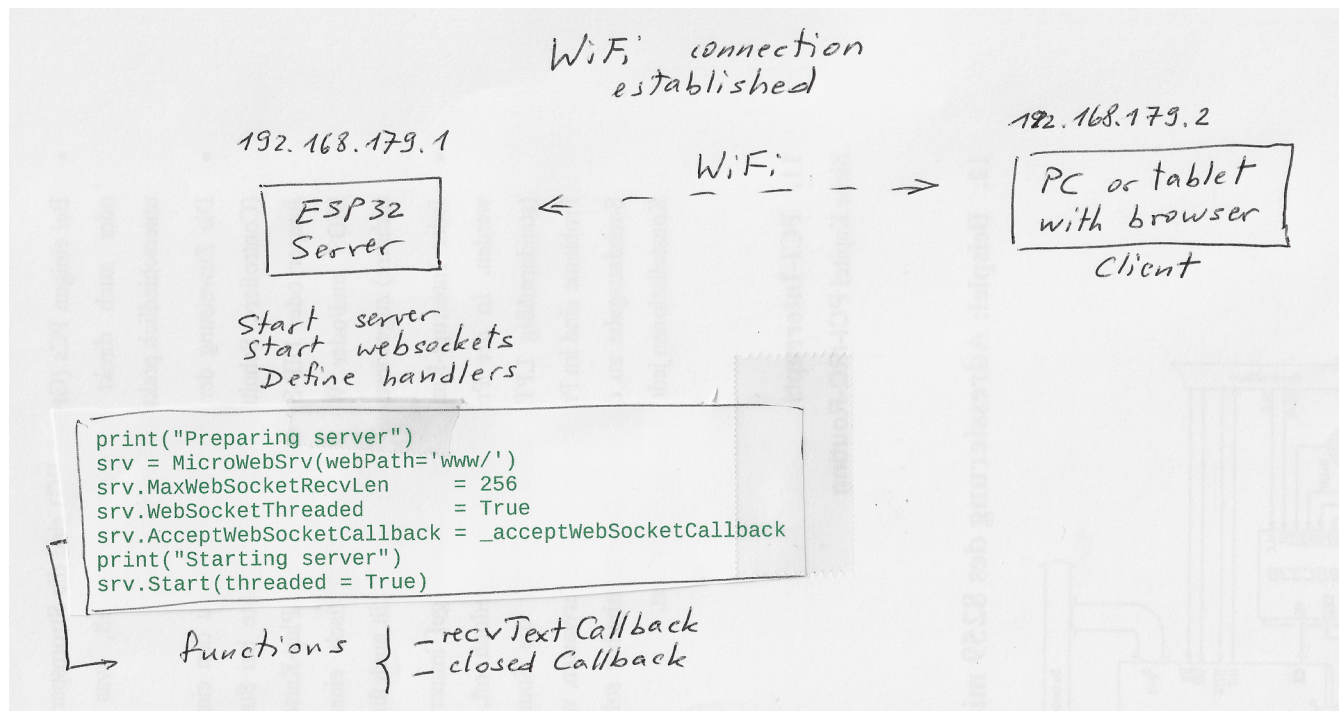 WiFi connection
established
192.168.179.1
192.168.179.2
WiFi
ESP32
Server
PC or tablet
with browser
Client
Start server
Start websockets
Define handlers
print("Preparing server")
srv = MicroWebSrv(webPath='www/')
srv.MaxWebSocketRecvLen = 256
srv.WebSocketThreaded = True
srv.AcceptWebSocketCallback = _acceptWebSocketCallback
print("Starting server")
srv.Start(threaded = True)
functions { _recvText Callback
_closed Callback